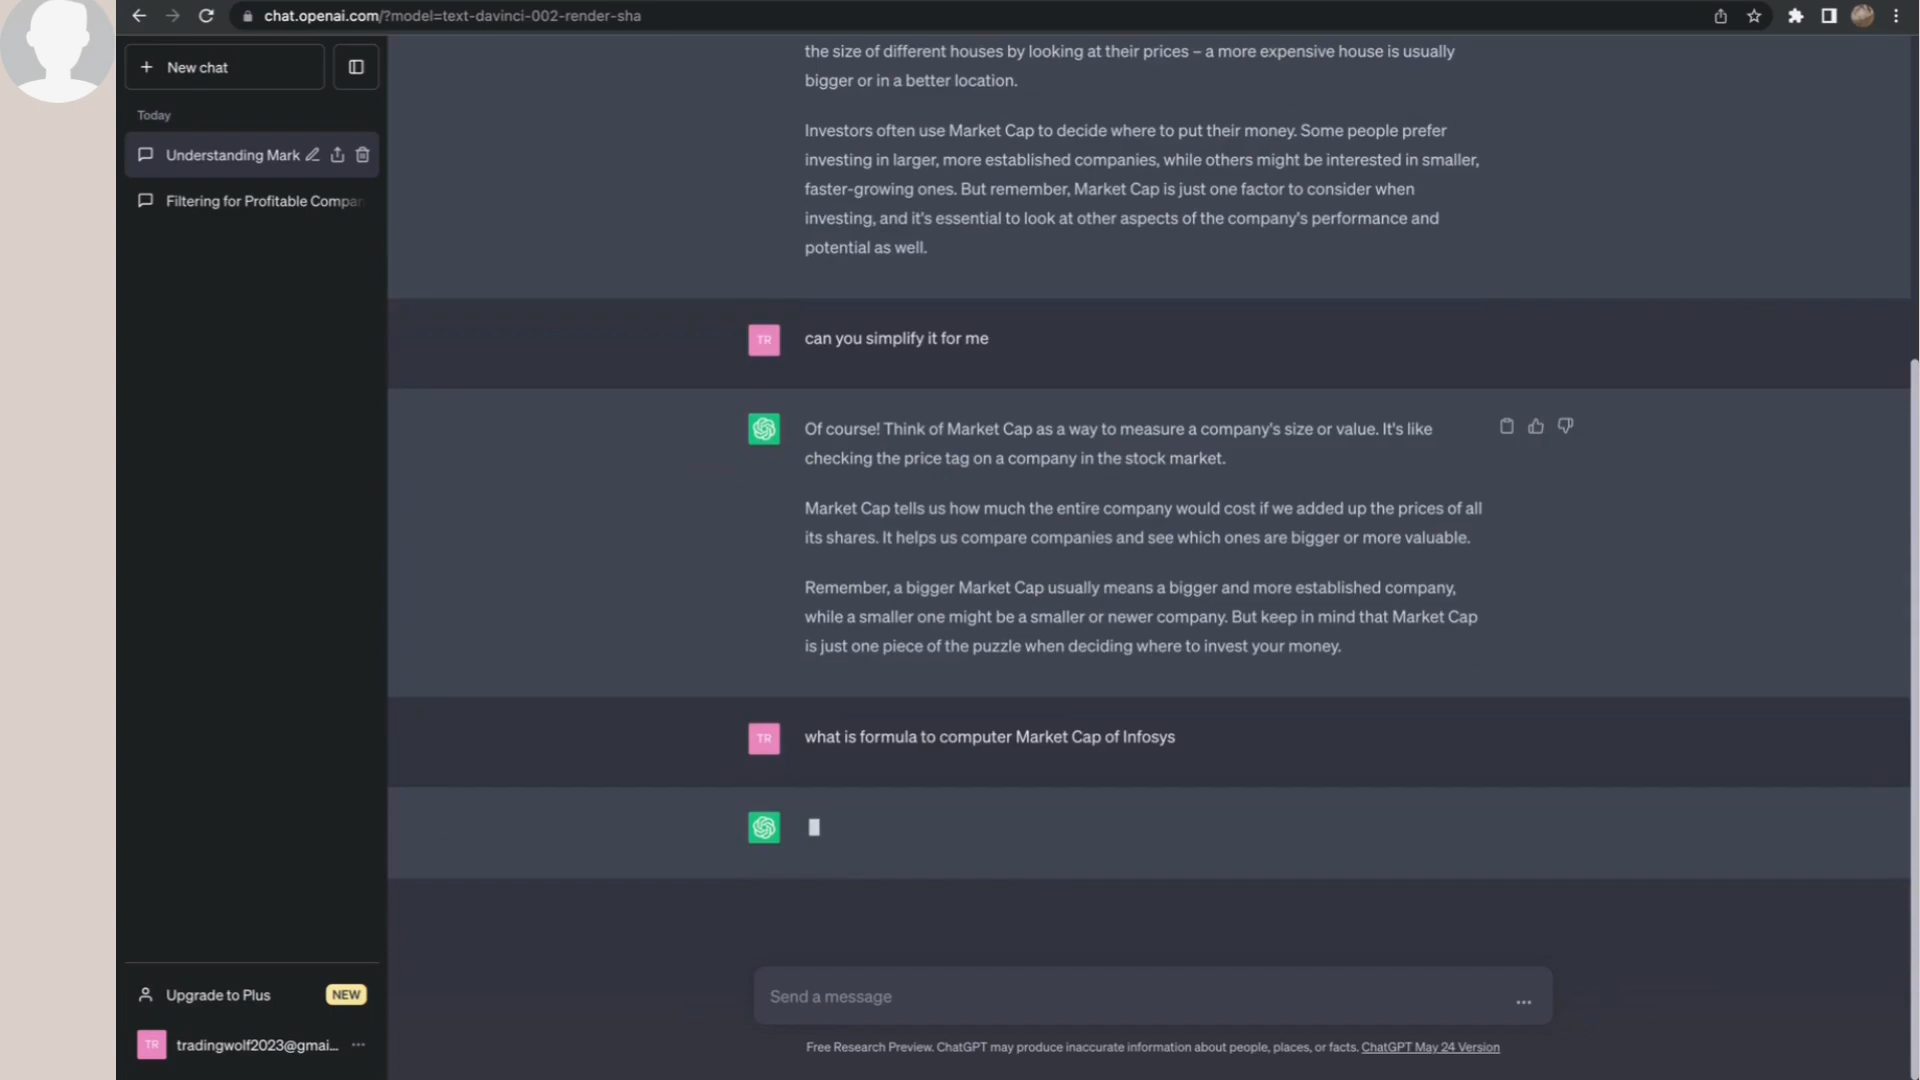 chat.openai.com/?model=text-davinci-002-render-sha
New chat
Today
Understanding Mark
Filtering for Profitable Compan
the size of different houses by looking at their prices – a more expensive house is usually
bigger or in a better location.
Investors often use Market Cap to decide where to put their money. Some people prefer
investing in larger, more established companies, while others might be interested in smaller,
faster-growing ones. But remember, Market Cap is just one factor to consider when
investing, and it's essential to look at other aspects of the company's performance and
potential as well.
TR
can you simplify it for me
Of course! Think of Market Cap as a way to measure a company's size or value. It's like
checking the price tag on a company in the stock market.
Market Cap tells us how much the entire company would cost if we added up the prices of all
its shares. It helps us compare companies and see which ones are bigger or more valuable.
Remember, a bigger Market Cap usually means a bigger and more established company,
while a smaller one might be a smaller or newer company. But keep in mind that Market Cap
is just one piece of the puzzle when deciding where to invest your money.
TR
what is formula to computer Market Cap of Infosys
Send a message
Free Research Preview. ChatGPT may produce inaccurate information about people, places, or facts. ChatGPT May 24 Version
Upgrade to Plus
NEW
TR
tradingwolf2023@gmai...